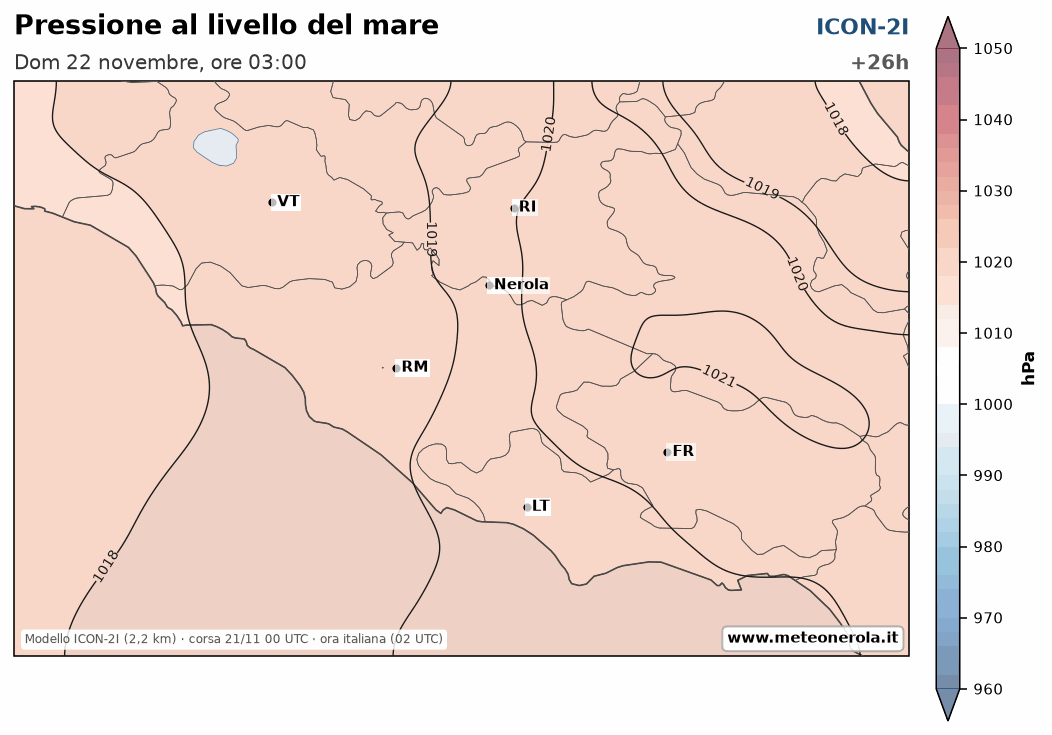 Pressione al livello del mare
ICON-2I
Dom 22 novembre, ore 03:00
+26h
1050
1040
1030
1020
1010
1000
990
980
970
960
hPa
1018
1020
1019
1019
1020
1021
1018
VT
RI
Nerola
RM
FR
LT
Modello ICON-2I (2,2 km) · corsa 21/11 00 UTC · ora italiana (02 UTC)
www.meteonerola.it